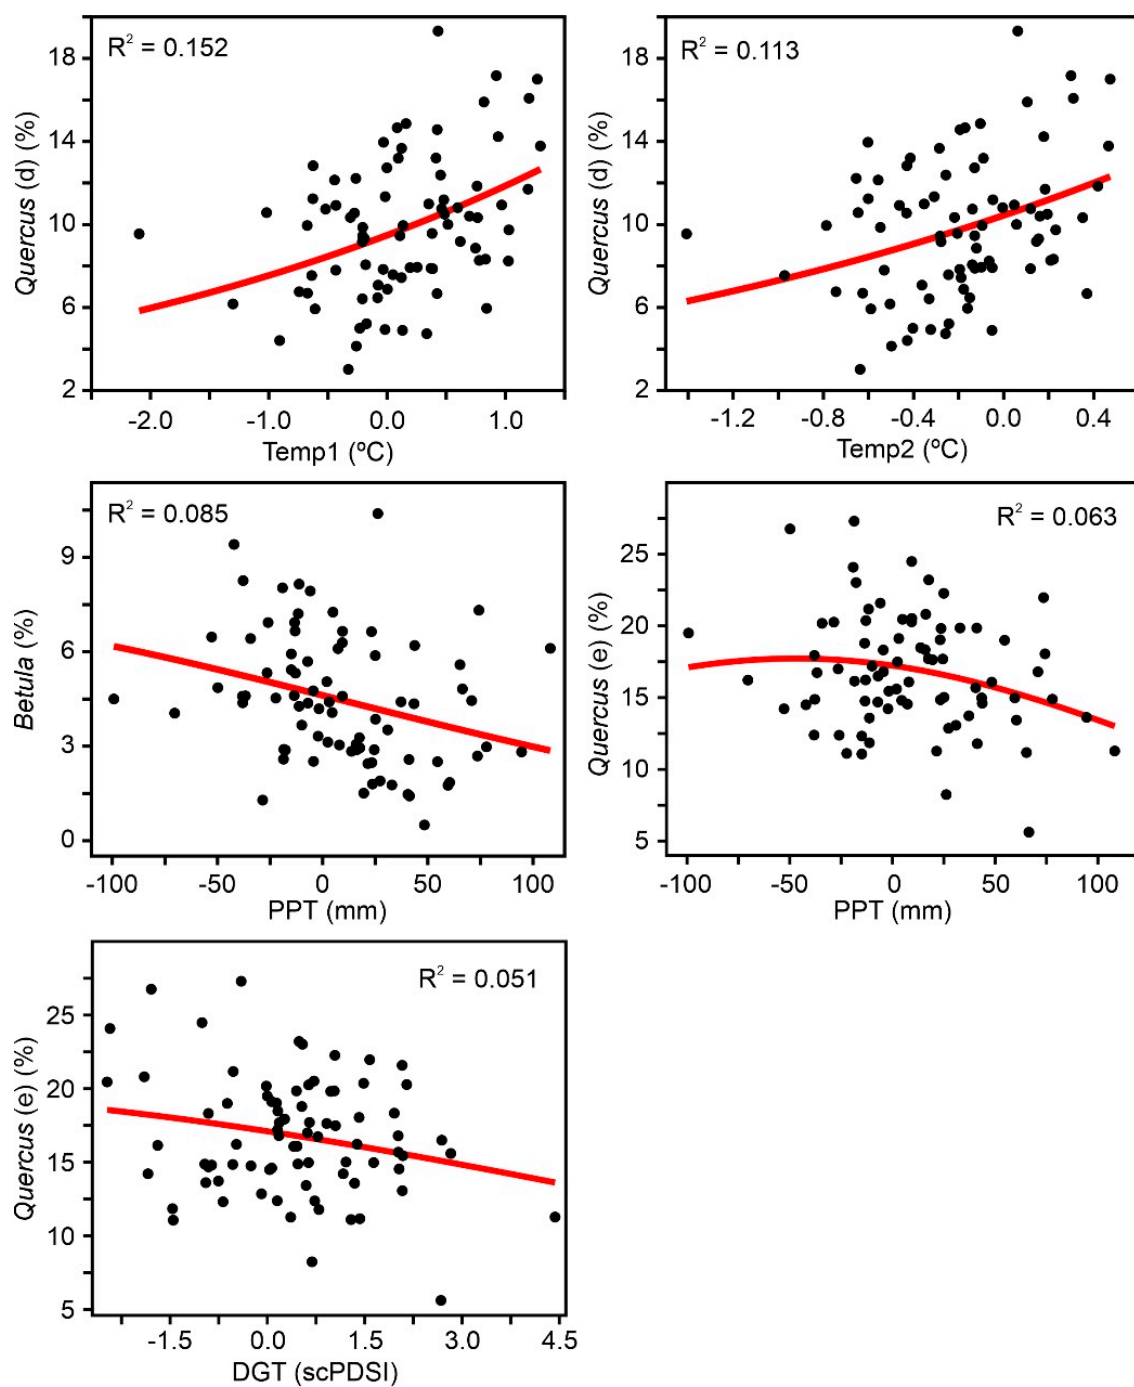 R² = 0.152
Quercus (d) (%)
18
14
10
6
2
-2.0 -1.0 0.0 1.0
Temp1 (ºC)
R² = 0.113
Quercus (d) (%)
18
14
10
6
2
-1.2 -0.8 -0.4 0.0 0.4
Temp2 (ºC)
R² = 0.085
Betula (%)
9
6
3
0
-100 -50 0 50 100
PPT (mm)
R² = 0.063
Quercus (e) (%)
25
20
15
10
5
-100 -50 0 50 100
PPT (mm)
R² = 0.051
Quercus (e) (%)
25
20
15
10
5
-1.5 0.0 1.5 3.0 4.5
DGT (scPDSI)